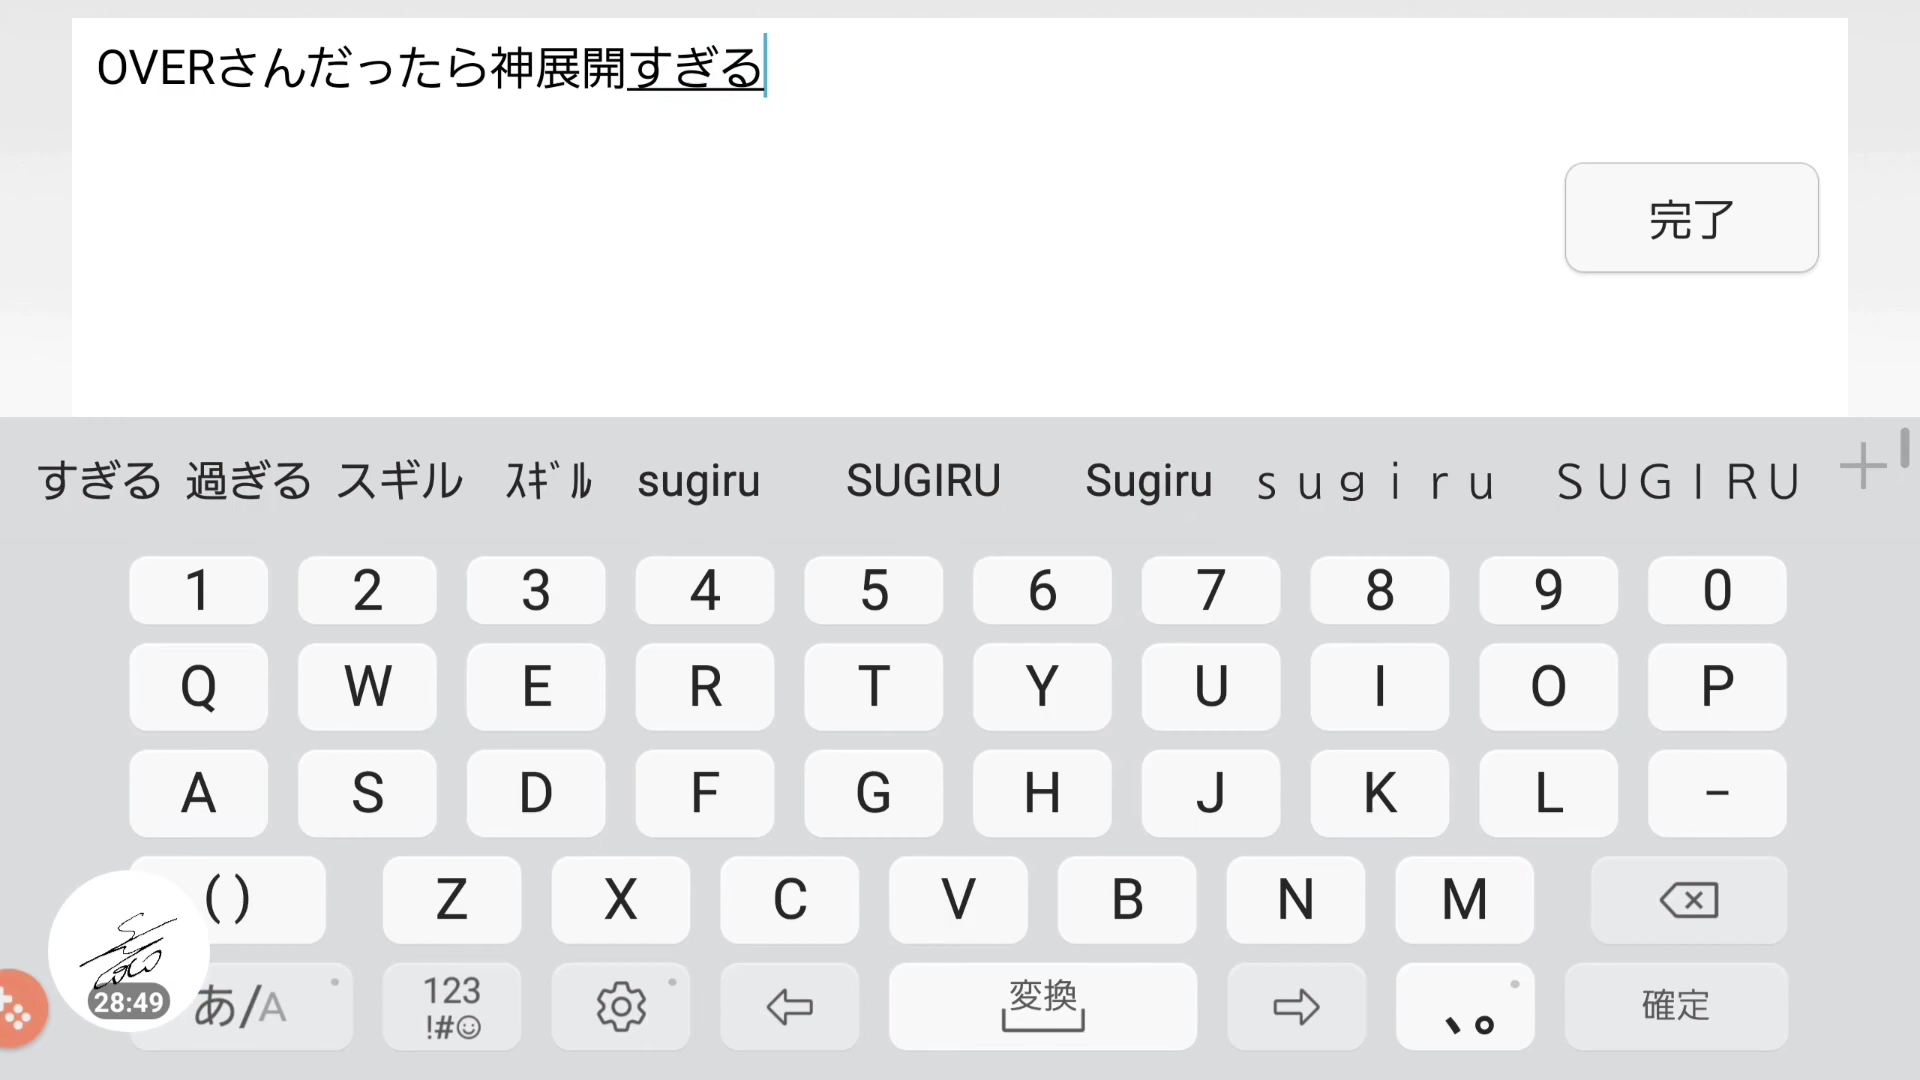 OVERさんだったら神展開すぎる
完了
すぎる 過ぎる スギル ｽｷﾞﾙ sugiru SUGIRU Sugiru ｓｕｇｉｒｕ ＳＵＧＩＲＵ
1 2 3 4 5 6 7 8 9 0
Q W E R T Y U I O P
A S D F G H J K L −
() Z X C V B N M
28:49
あ/A 123 変換 、。 確定
!#☺